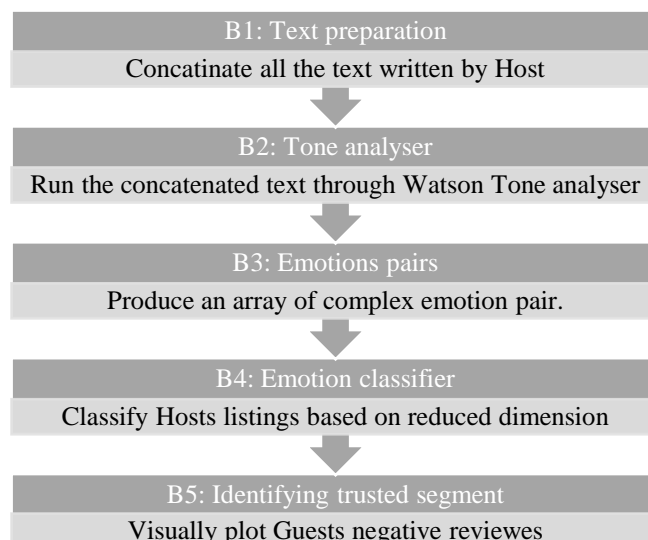 B1: Text preparation
Concatinate all the text written by Host
B2: Tone analyser
Run the concatenated text through Watson Tone analyser
B3: Emotions pairs
Produce an array of complex emotion pair.
B4: Emotion classifier
Classify Hosts listings based on reduced dimension
B5: Identifying trusted segment
Visually plot Guests negative reviewes